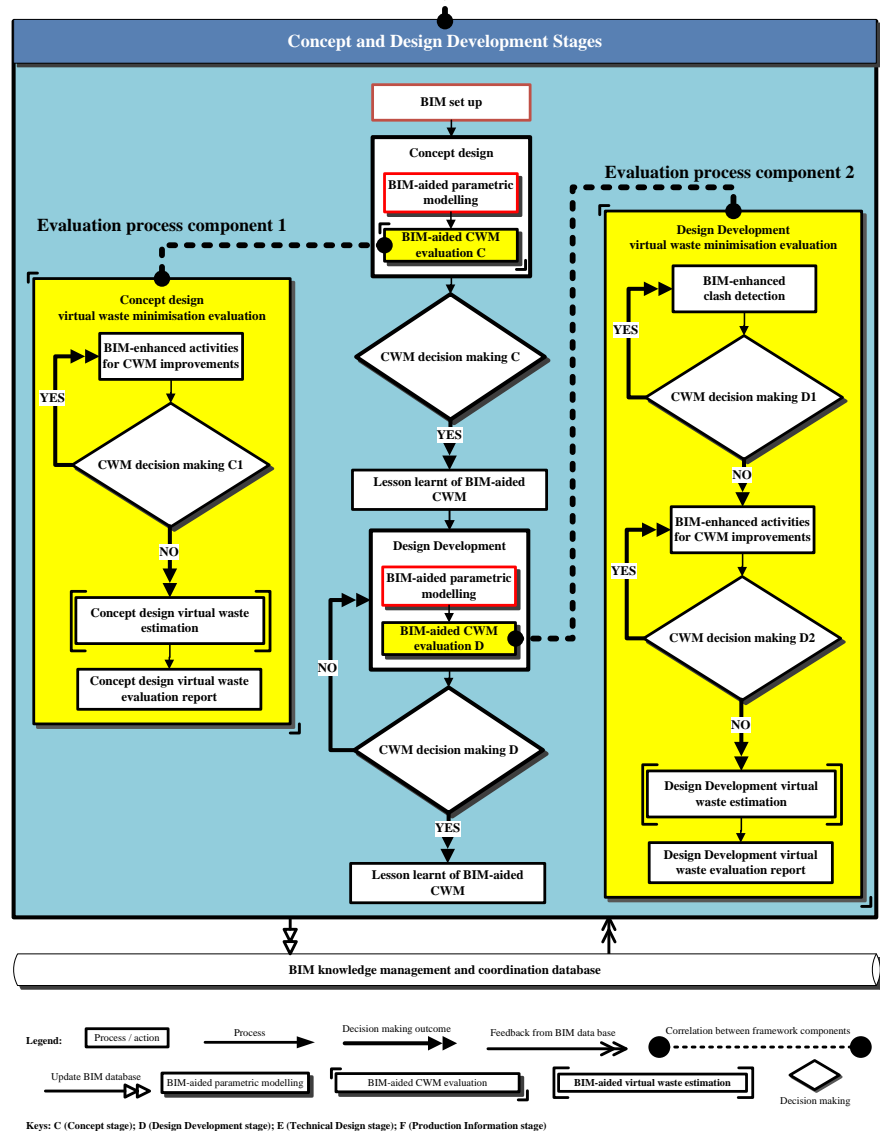 Concept and Design Development Stages
BIM set up
Concept design
BIM-aided parametric
modelling
BIM-aided CWM
evaluation C
CWM decision making C
YES
Lesson learnt of BIM-aided
CWM
Design Development
BIM-aided parametric
modelling
BIM-aided CWM
evaluation D
NO
CWM decision making D
YES
Lesson learnt of BIM-aided
CWM
Evaluation process component 1
Concept design
virtual waste minimisation evaluation
BIM-enhanced activities
for CWM improvements
YES
CWM decision making C1
NO
Concept design virtual waste
estimation
Concept design virtual waste
evaluation report
Evaluation process component 2
Design Development
virtual waste minimisation evaluation
BIM-enhanced
clash detection
YES
CWM decision making D1
NO
BIM-enhanced activities
for CWM improvements
YES
CWM decision making D2
NO
Design Development virtual
waste estimation
Design Development virtual
waste evaluation report
BIM knowledge management and coordination database
Legend:
Process / action
Process
Decision making outcome
Feedback from BIM data base
Correlation between framework components
Update BIM database
BIM-aided parametric modelling
BIM-aided CWM evaluation
BIM-aided virtual waste estimation
Decision making
Keys: C (Concept stage); D (Design Development stage); E (Technical Design stage); F (Production Information stage)